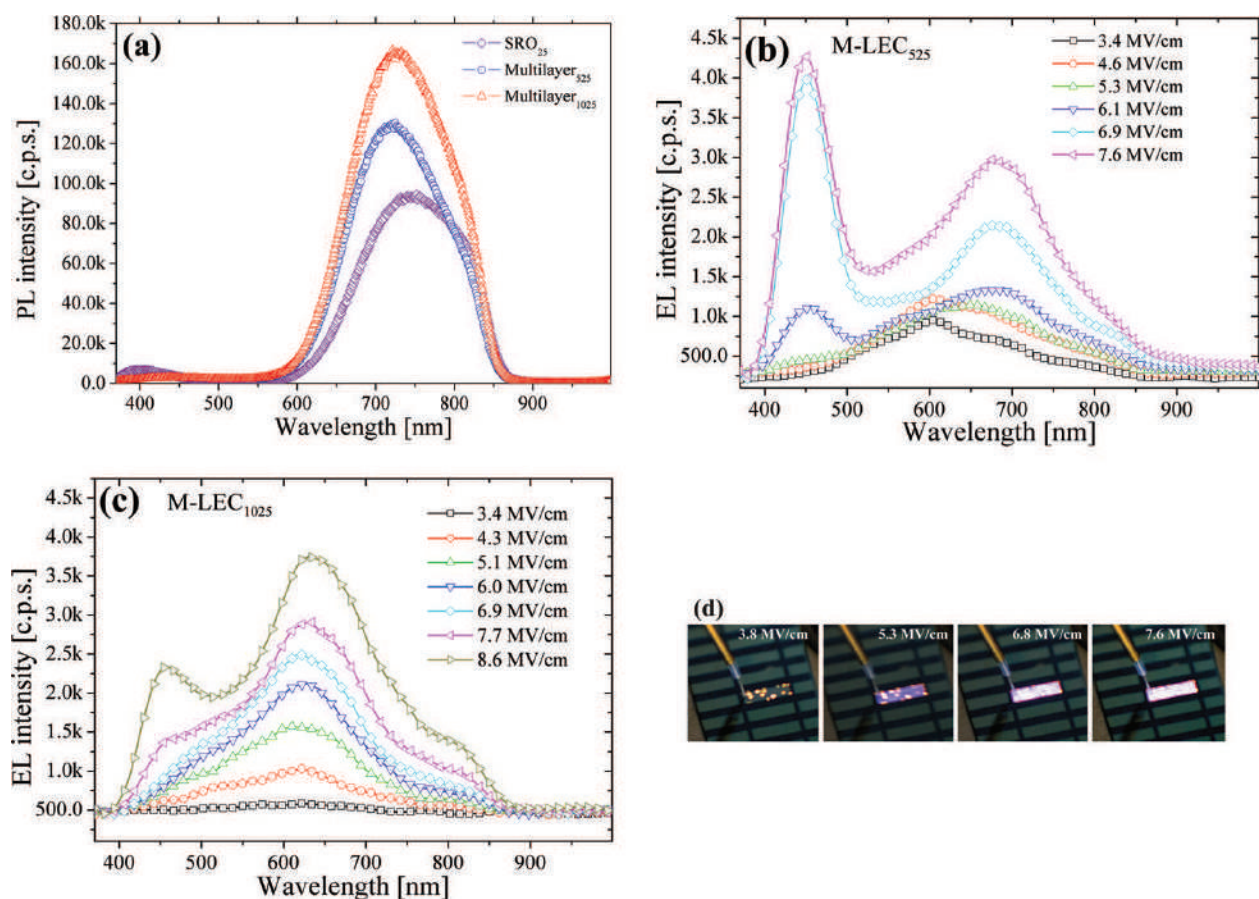 (a)
PL intensity [c.p.s.]
180.0k
160.0k
140.0k
120.0k
100.0k
80.0k
60.0k
40.0k
20.0k
0.0
SRO25
Multilayer525
Multilayer1025
400 500 600 700 800 900
Wavelength [nm]
(b) M-LEC525
EL intensity [c.p.s.]
4.5k
4.0k
3.5k
3.0k
2.5k
2.0k
1.5k
1.0k
500.0
3.4 MV/cm
4.6 MV/cm
5.3 MV/cm
6.1 MV/cm
6.9 MV/cm
7.6 MV/cm
400 500 600 700 800 900
Wavelength [nm]
(c) M-LEC1025
EL intensity [c.p.s.]
4.5k
4.0k
3.5k
3.0k
2.5k
2.0k
1.5k
1.0k
500.0
3.4 MV/cm
4.3 MV/cm
5.1 MV/cm
6.0 MV/cm
6.9 MV/cm
7.7 MV/cm
8.6 MV/cm
400 500 600 700 800 900
Wavelength [nm]
(d)
3.8 MV/cm 5.3 MV/cm 6.8 MV/cm 7.6 MV/cm